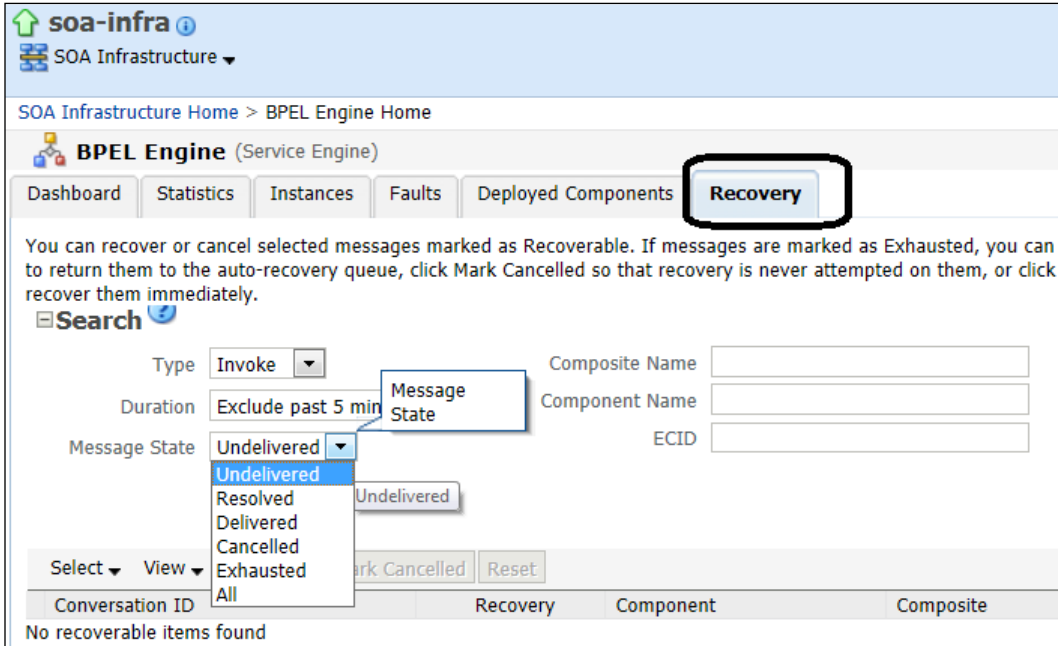 soa-infra
SOA Infrastructure
SOA Infrastructure Home > BPEL Engine Home
BPEL Engine (Service Engine)
Dashboard Statistics Instances Faults Deployed Components Recovery
You can recover or cancel selected messages marked as Recoverable. If messages are marked as Exhausted, you can
to return them to the auto-recovery queue, click Mark Cancelled so that recovery is never attempted on them, or click
recover them immediately.
Search
Type Invoke Composite Name
Duration Exclude past 5 min Component Name
Message
State
Message State Undelivered ECID
Undelivered
Resolved Undelivered
Delivered
Cancelled
Exhausted
All
Select View ark Cancelled Reset
Conversation ID Recovery Component Composite
No recoverable items found